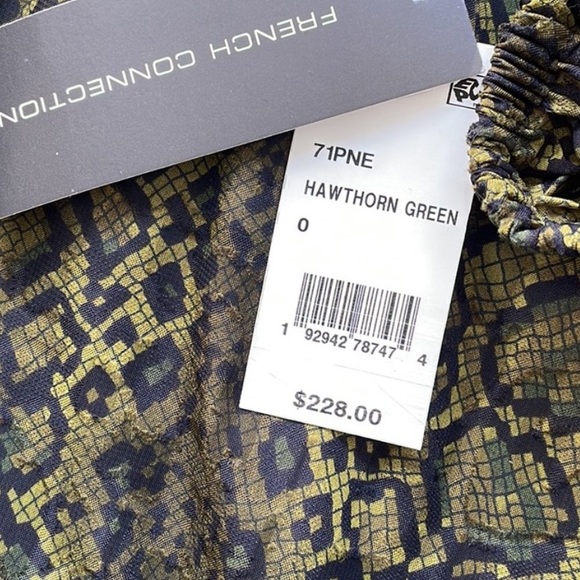 FRENCH CONNECTION
71PNE
HAWTHORN GREEN
0
1 92942 78747 4
$228.00